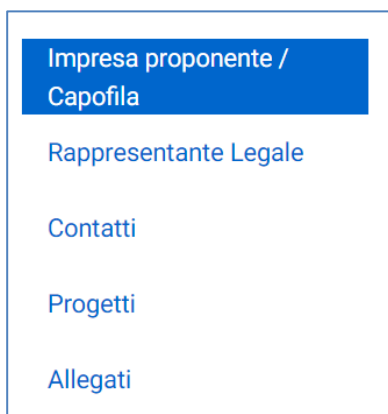 Impresa proponente /
Capofila
Rappresentante Legale
Contatti
Progetti
Allegati